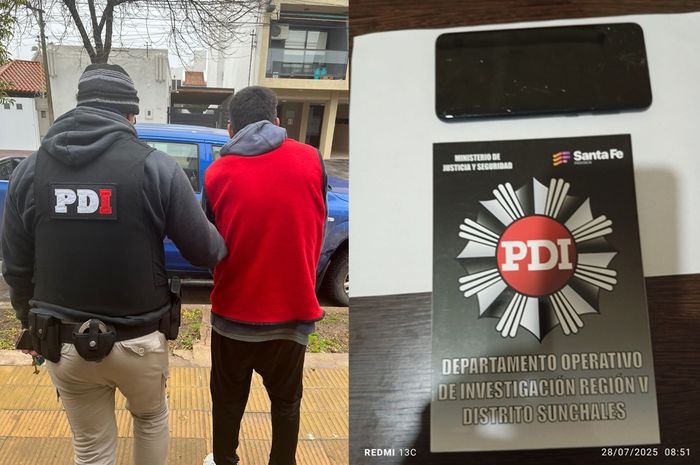 PDI
MINISTERIO DE
JUSTICIA Y SEGURIDAD
Santa Fe
PROVINCIA
PDI
DEPARTAMENTO OPERATIVO
DE INVESTIGACIÓN REGIÓN V
DISTRITO SUNCHALES
REDMI 13C
28/07/2025 08:51